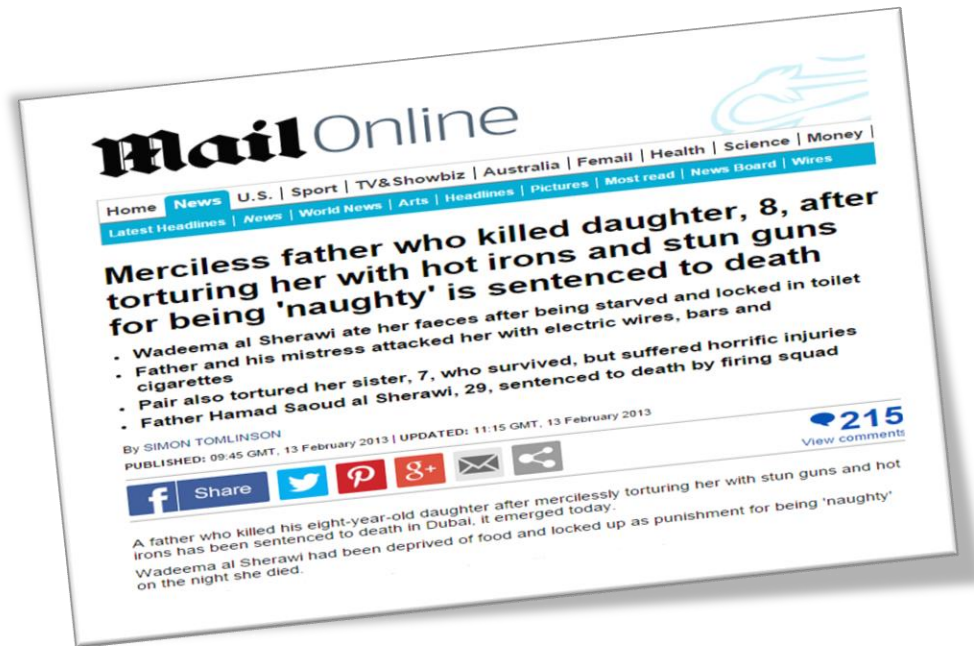 Mail Online
Home News U.S. | Sport | TV&Showbiz | Australia | Femail | Health | Science | Money |
Latest Headlines | News | World News | Arts | Headlines | Pictures | Most read | News Board | Wires
Merciless father who killed daughter, 8, after
torturing her with hot irons and stun guns
for being 'naughty' is sentenced to death
• Wadeema al Sherawi ate her faeces after being starved and locked in toilet
• Father and his mistress attacked her with electric wires, bars and
cigarettes
• Pair also tortured her sister, 7, who survived, but suffered horrific injuries
• Father Hamad Saoud al Sherawi, 29, sentenced to death by firing squad
By SIMON TOMLINSON
PUBLISHED: 09:45 GMT, 13 February 2013 | UPDATED: 11:15 GMT, 13 February 2013
f Share
g+
215
View comments
A father who killed his eight-year-old daughter after mercilessly torturing her with stun guns and hot
irons has been sentenced to death in Dubai, it emerged today.
Wadeema al Sherawi had been deprived of food and locked up as punishment for being 'naughty'
on the night she died.